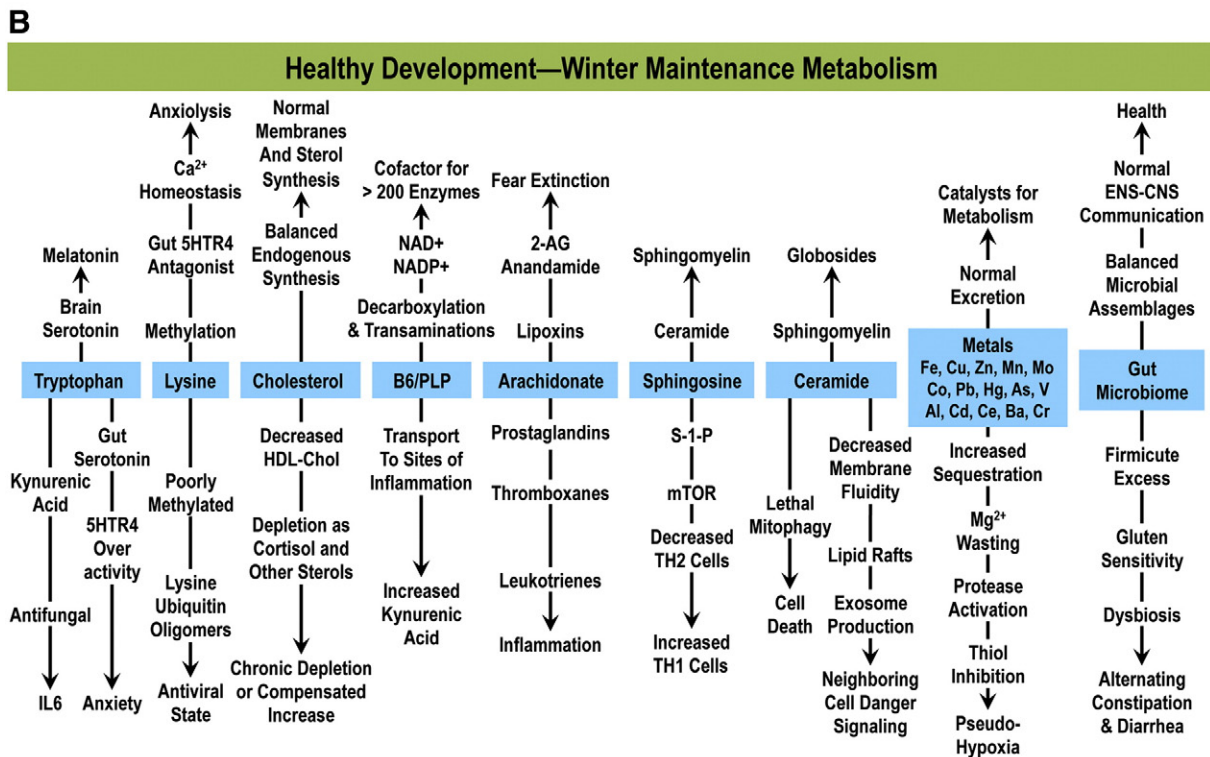 B
Healthy Development—Winter Maintenance Metabolism
Melatonin
Brain
Serotonin
Tryptophan
Kynurenic
Acid
Antifungal
IL6
Gut
Serotonin
5HTR4
Over
activity
Anxiety
Anxiolysis
Ca²⁺
Homeostasis
Gut 5HTR4
Antagonist
Methylation
Lysine
Poorly
Methylated
Lysine
Ubiquitin
Oligomers
Antiviral
State
Normal
Membranes
And Sterol
Synthesis
Balanced
Endogenous
Synthesis
Cholesterol
Decreased
HDL-Chol
Depletion as
Cortisol and
Other Sterols
Chronic Depletion
or Compensated
Increase
Cofactor for
> 200 Enzymes
NAD+
NADP+
Decarboxylation
& Transaminations
B6/PLP
Transport
To Sites of
Inflammation
Increased
Kynurenic
Acid
Fear Extinction
2-AG
Anandamide
Lipoxins
Arachidonate
Prostaglandins
Thromboxanes
Leukotrienes
Inflammation
Sphingomyelin
Ceramide
Sphingosine
S-1-P
mTOR
Decreased
TH2 Cells
Increased
TH1 Cells
Globosides
Sphingomyelin
Ceramide
Lethal
Mitophagy
Cell
Death
Decreased
Membrane
Fluidity
Lipid Rafts
Exosome
Production
Neighboring
Cell Danger
Signaling
Catalysts for
Metabolism
Normal
Excretion
Metals
Fe, Cu, Zn, Mn, Mo
Co, Pb, Hg, As, V
Al, Cd, Ce, Ba, Cr
Increased
Sequestration
Mg²⁺
Wasting
Protease
Activation
Thiol
Inhibition
Pseudo-
Hypoxia
Health
Normal
ENS-CNS
Communication
Balanced
Microbial
Assemblages
Gut
Microbiome
Firmicute
Excess
Gluten
Sensitivity
Dysbiosis
Alternating
Constipation
& Diarrhea